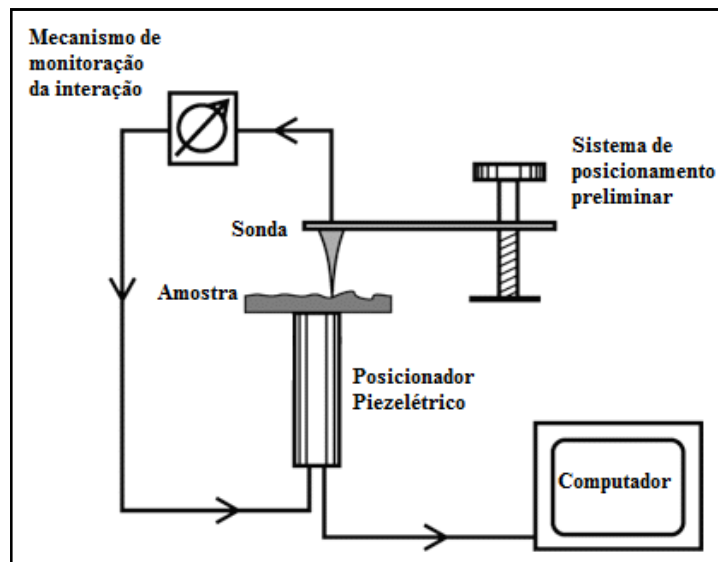 Mecanismo de
monitoração
da interação
Sistema de
posicionamento
preliminar
Sonda
Amostra
Posicionador
Piezelétrico
Computador